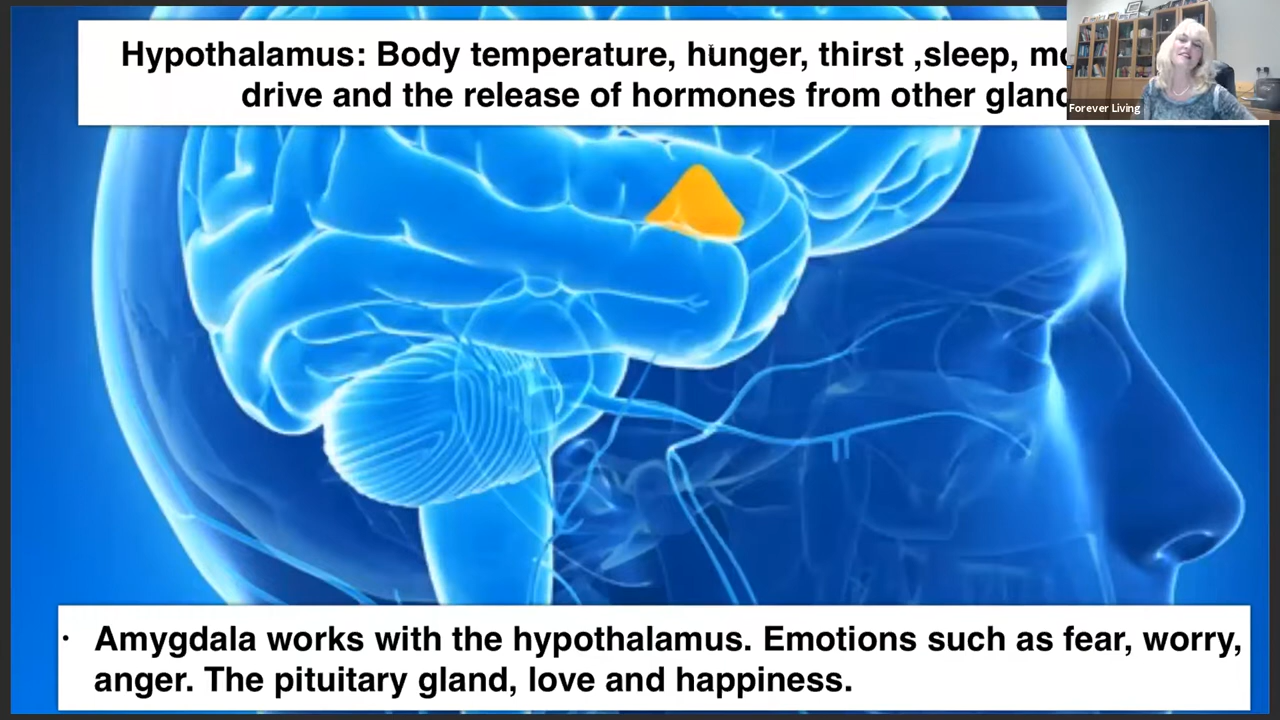 Hypothalamus: Body temperature, hunger, thirst ,sleep,
drive and the release of hormones from other
Forever Living
· Amygdala works with the hypothalamus. Emotions such as fear, worry,
anger. The pituitary gland, love and happiness.